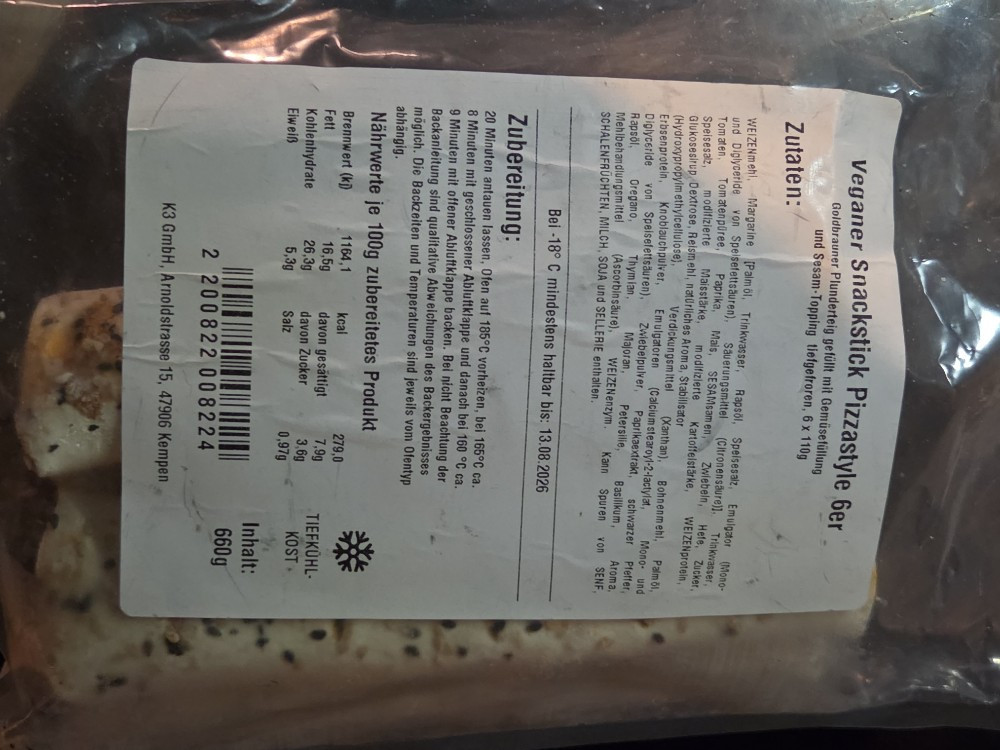 Veganer Snackstick Pizzastyle 6er
Goldbrauner Plunderteig gefüllt mit Gemüsefüllung
und Sesam-Topping tiefgefroren, 6 x 110g
Zutaten:
WEIZENmehl, Margarine [Palmöl, Trinkwasser, Rapsöl, Speisesalz, Emulgator (Mono-
und Diglyceride von Speisefettsäuren), Säuerungsmittel (Citronensäure)], Trinkwasser,
Tomaten, Tomatenpüree, Paprika, Mais, SESAMsamen, Zwiebeln, Hefe, Zucker,
Speisesalz, modifizierte Maisstärke, modifizierte Kartoffelstärke, WEIZENprotein,
Glukosesirup, Dextrose, Reismehl, natürliches Aroma, Stabilisator
(Hydroxypropylmethylcellulose), Verdickungsmittel (Xanthan), Bohnenmehl, Palmöl,
Erbsenprotein, Knoblauchpulver, Emulgatoren (Calciumstearoyl-2-lactylat, Mono- und
Diglyceride von Speisefettsäuren), Zwiebelpulver, Paprikaextrakt, schwarzer Pfeffer,
Rapsöl, Oregano, Thymian, Majoran, Petersilie, Basilikum, Aroma,
Mehlbehandlungsmittel (Ascorbinsäure), WEIZENenzym. Kann Spuren von SENF,
SCHALENFRÜCHTEN, MILCH, SOJA und SELLERIE enthalten.
Bei -18° C mindestens haltbar bis: 13.08.2026
Zubereitung:
20 Minuten antauen lassen, Ofen auf 185°C vorheizen, bei 165°C ca.
8 Minuten mit geschlossener Abluftklappe und danach bei 160 °C ca.
9 Minuten mit offener Abluftklappe backen. Bei nicht Beachtung der
Backanleitung sind qualitative Abweichungen des Backergebnisses
möglich. Die Backzeiten und Temperaturen sind jeweils vom Ofentyp
abhängig.
Nährwerte je 100g zubereitetes Produkt
Brennwert (kj) 1164,1 kcal 279,0
Fett 16,5g davon gesättigt 7,9g
Kohlenhydrate 26,3g davon Zucker 3,6g
Eiweiß 5,3g Salz 0,97g
TIEFKÜHL-
KOST
Inhalt:
660g
2 200822 008224
K3 GmbH, Arnoldstrasse 15, 47906 Kempen